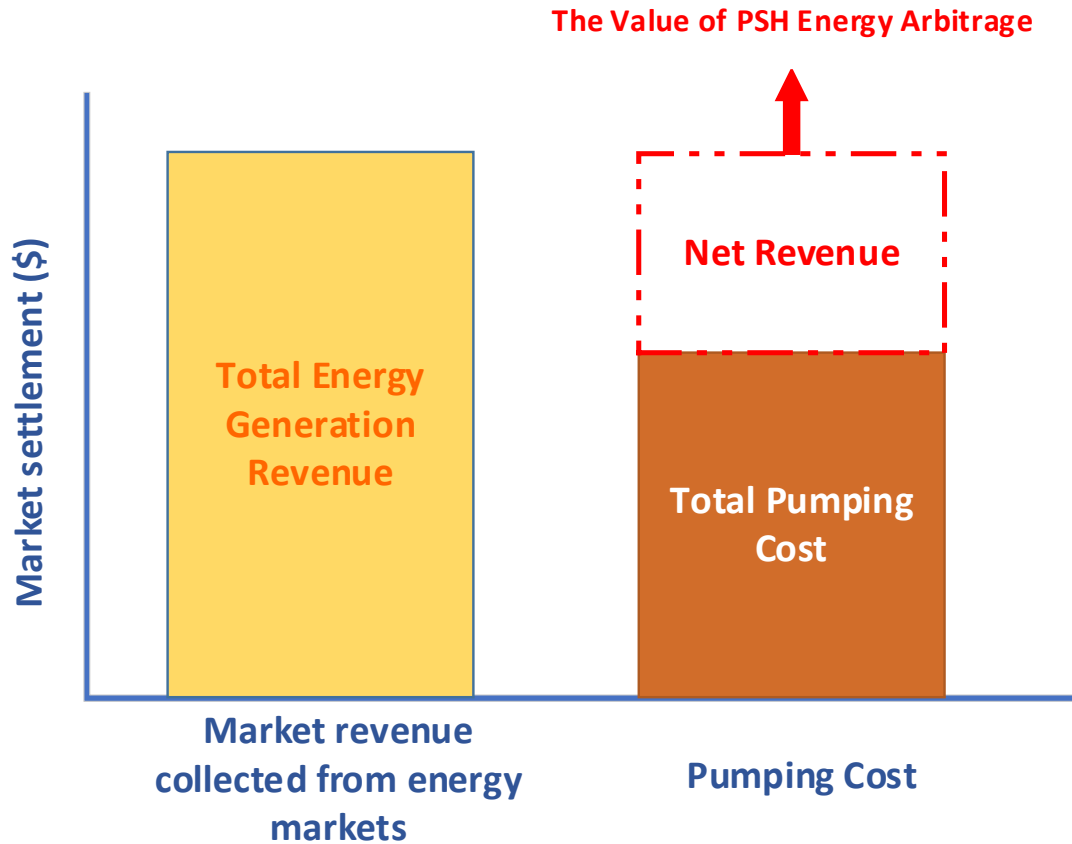 The Value of PSH Energy Arbitrage
Market settlement ($)
Total Energy
Generation
Revenue
Net Revenue
Total Pumping
Cost
Market revenue
collected from energy
markets
Pumping Cost